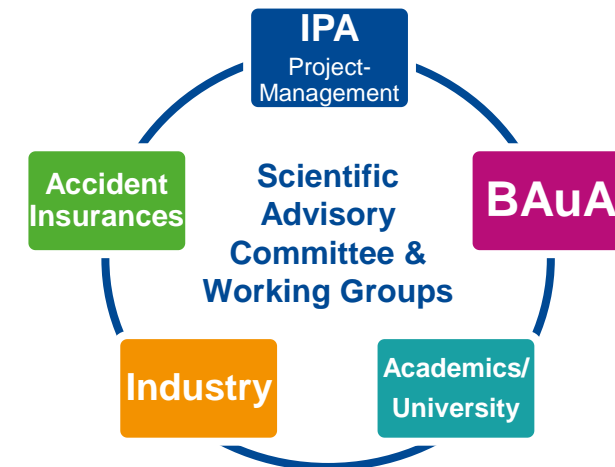 IPA
Project-
Management
Accident
Insurances
Scientific
Advisory
Committee &
Working Groups
BAuA
Industry
Academics/
University